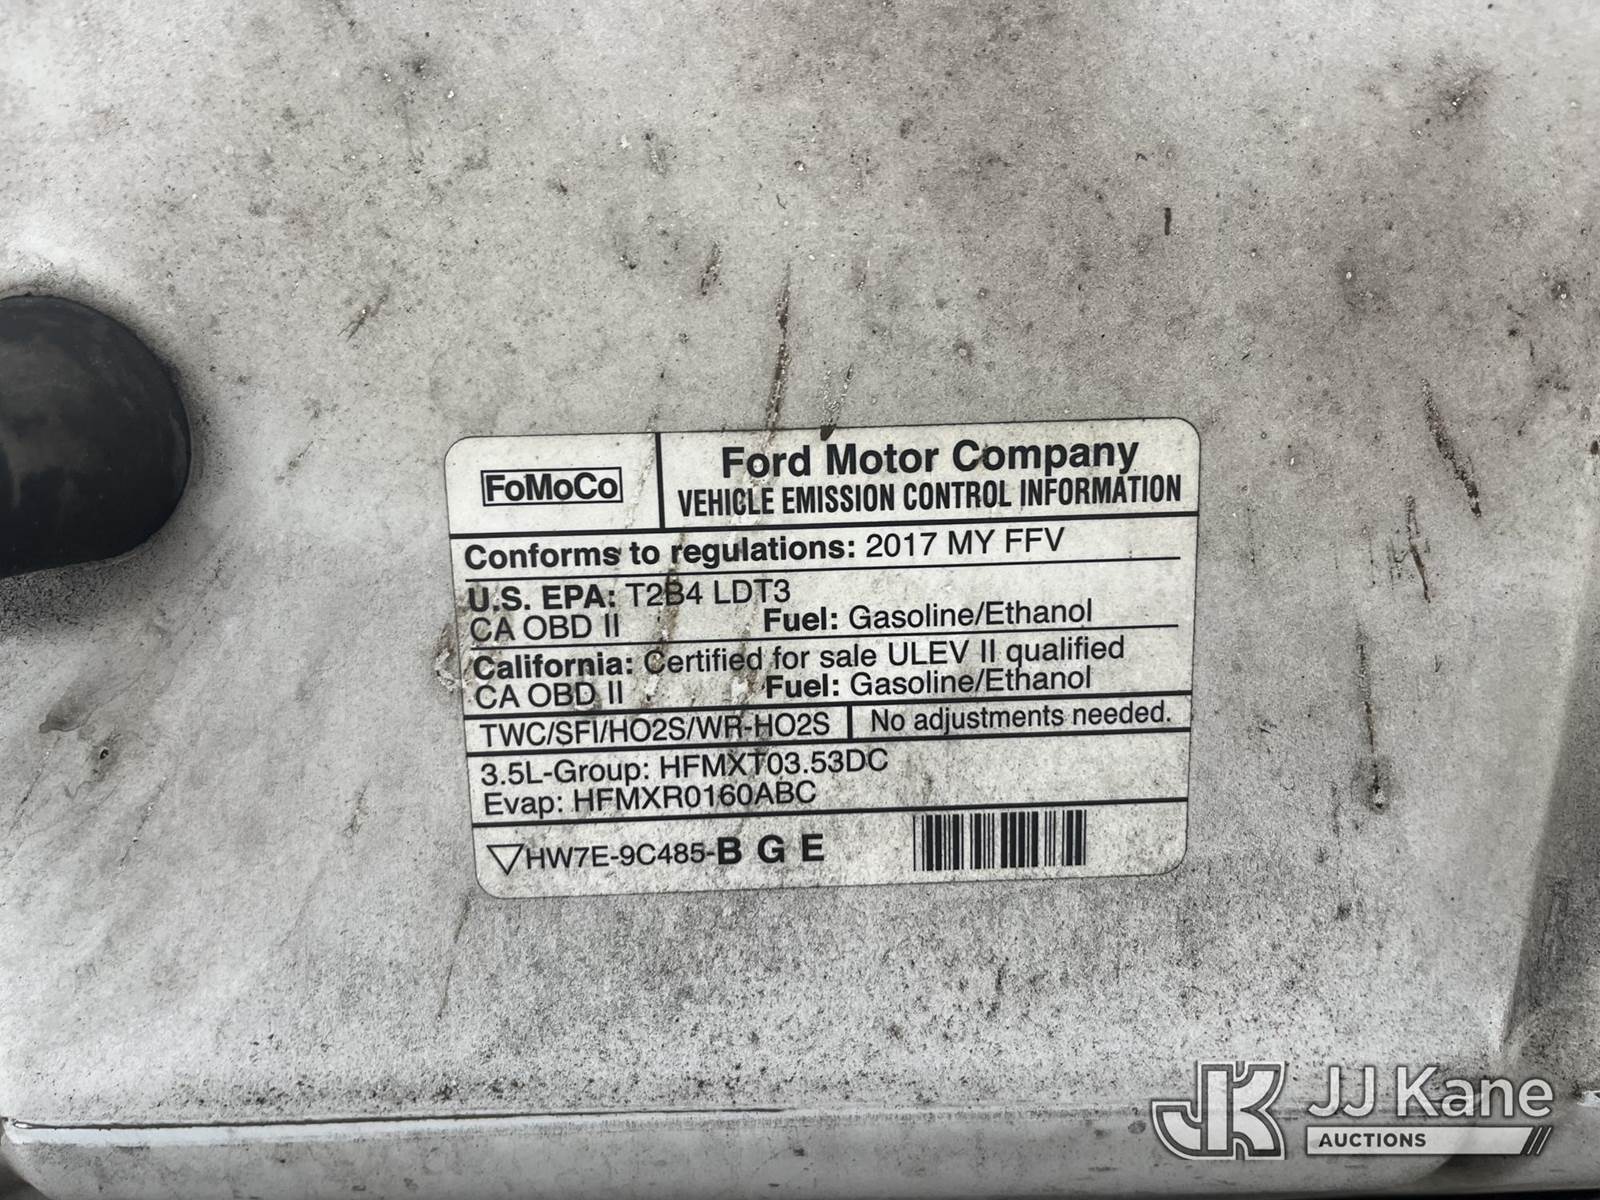 FoMoCo
Ford Motor Company
VEHICLE EMISSION CONTROL INFORMATION
Conforms to regulations: 2017 MY FFV
U.S. EPA: T2B4 LDT3
CA OBD II Fuel: Gasoline/Ethanol
California: Certified for sale ULEV II qualified
CA OBD II Fuel: Gasoline/Ethanol
TWC/SFI/HO2S/WR-HO2S No adjustments needed.
3.5L-Group: HFMXT03.53DC
Evap: HFMXR0160ABC
HW7E-9C485-B G E
JK JJ Kane
AUCTIONS